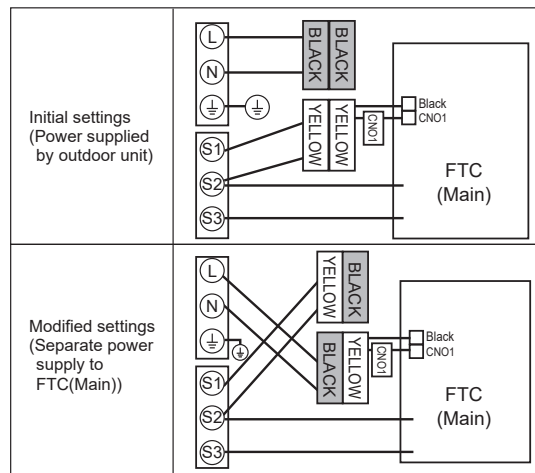 Initial settings
(Power supplied
by outdoor unit)
L
N
S1
S2
S3
BLACK
BLACK
YELLOW
YELLOW
CNO1
Black
CNO1
FTC
(Main)
Modified settings
(Separate power
supply to
FTC(Main))
L
N
S1
S2
S3
YELLOW
BLACK
BLACK
YELLOW
CNO1
Black
CNO1
FTC
(Main)